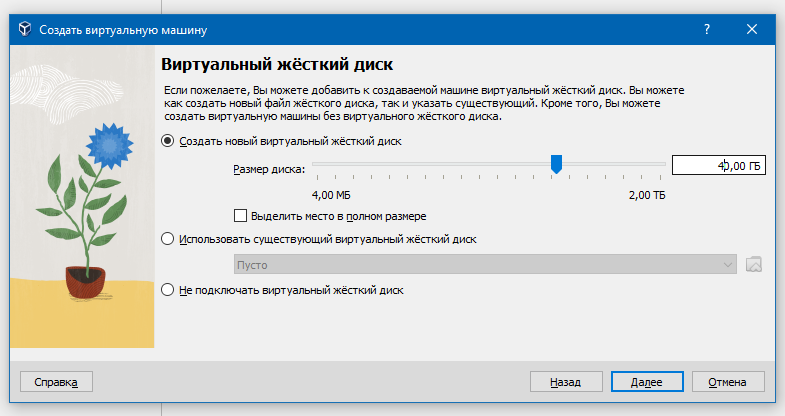 Создать виртуальную машину
Виртуальный жёсткий диск
Если пожелаете, Вы можете добавить к создаваемой машине виртуальный жёсткий диск. Вы можете
как создать новый файл жёсткого диска, так и указать существующий. Кроме того, Вы можете
создать виртуальную машины без виртуального жёсткого диска.
Создать новый виртуальный жёсткий диск
Размер диска:
40,00 ГБ
4,00 МБ
2,00 ТБ
Выделить место в полном размере
Использовать существующий виртуальный жёсткий диск
Пусто
Не подключать виртуальный жёсткий диск
Справка
Назад
Далее
Отмена